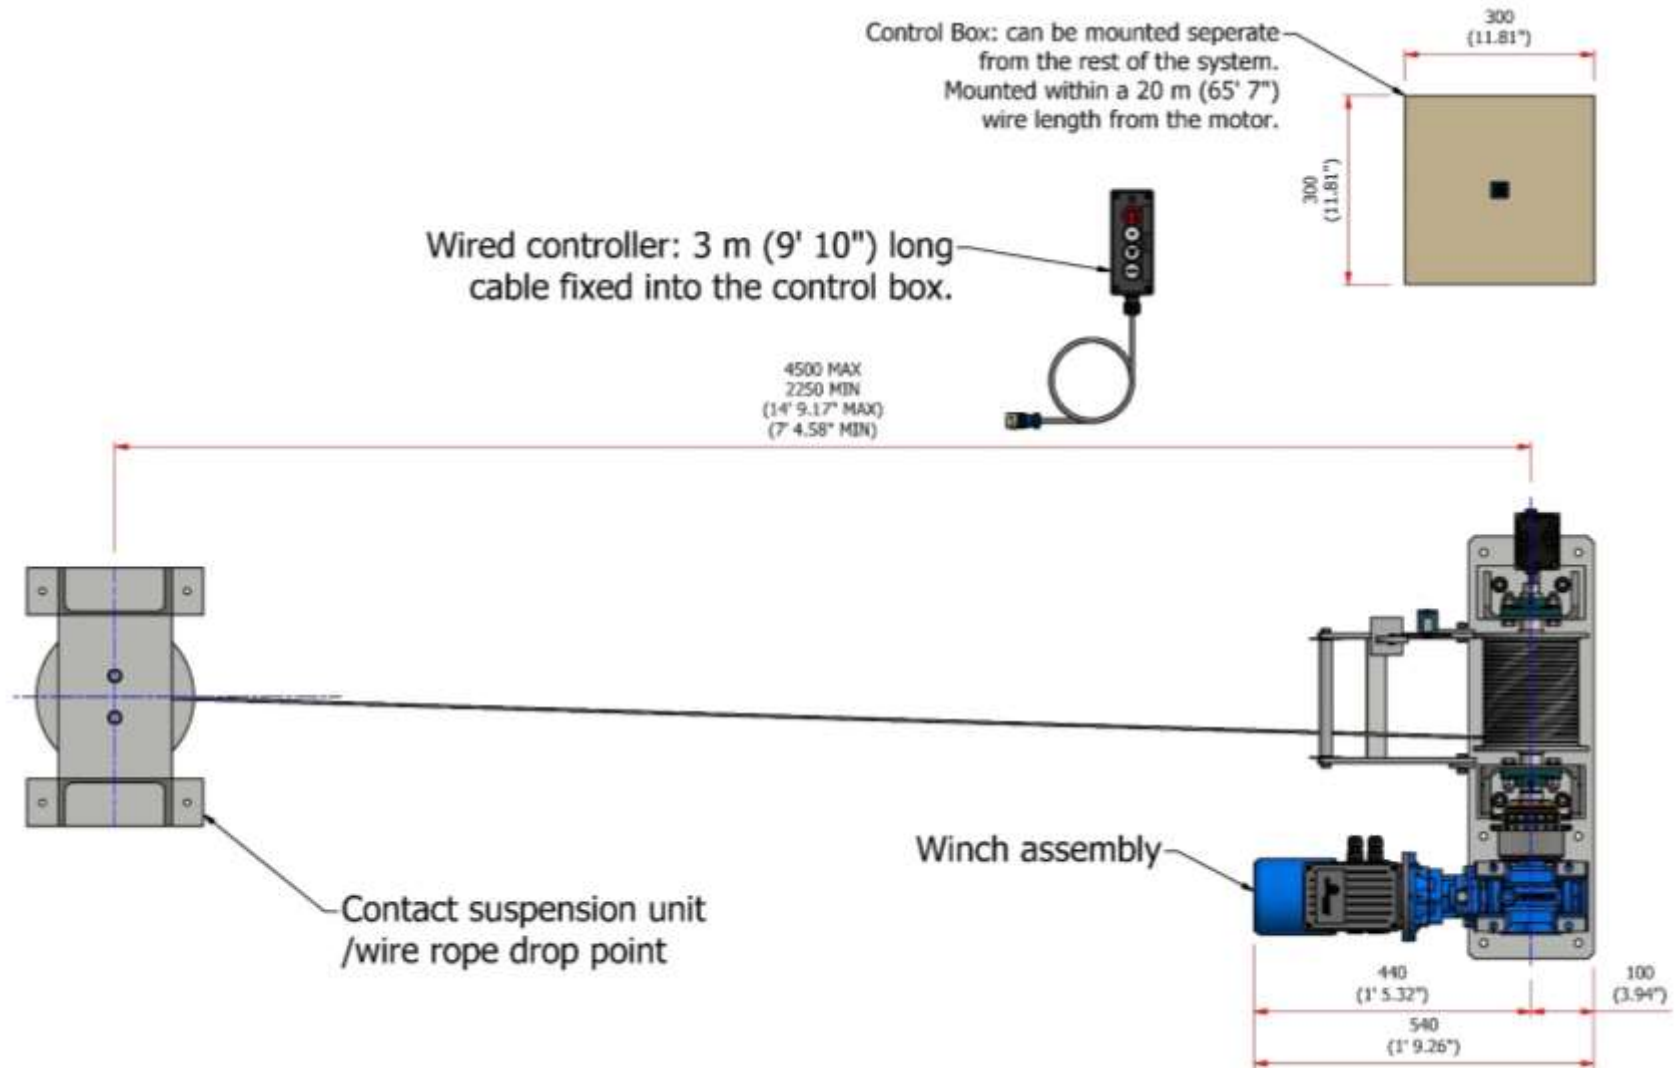 Control Box: can be mounted seperate
from the rest of the system.
Mounted within a 20 m (65' 7")
wire length from the motor.
300
(11.81")
300
(11.81")
Wired controller: 3 m (9' 10") long
cable fixed into the control box.
4500 MAX
2250 MIN
(14' 9.17" MAX)
(7' 4.58" MIN)
Winch assembly
Contact suspension unit
/wire rope drop point
440
(1' 5.32")
100
(3.94")
540
(1' 9.26")